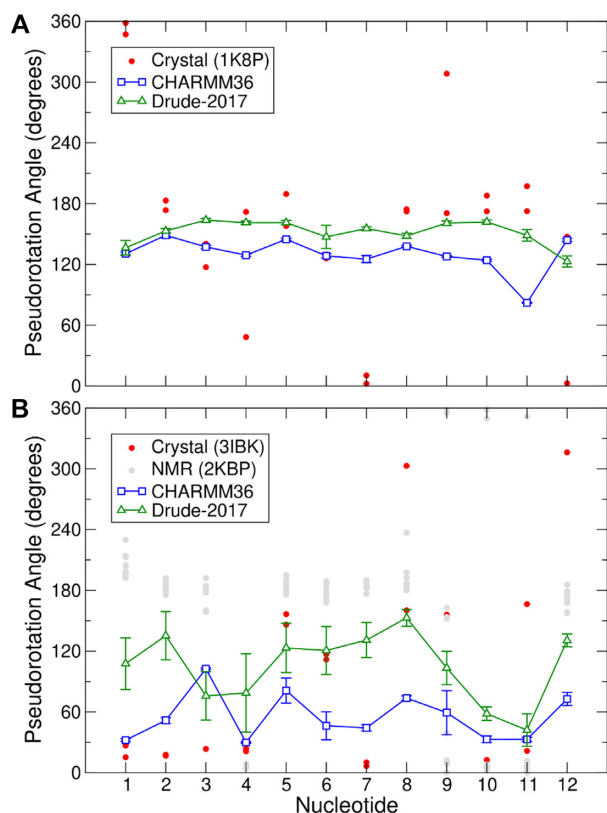 A
Pseudorotation Angle (degrees)
360
300
240
180
120
60
0
Crystal (1K8P)
CHARMM36
Drude-2017
B
Pseudorotation Angle (degrees)
360
300
240
180
120
60
0
Crystal (3IBK)
NMR (2KBP)
CHARMM36
Drude-2017
1 2 3 4 5 6 7 8 9 10 11 12
Nucleotide